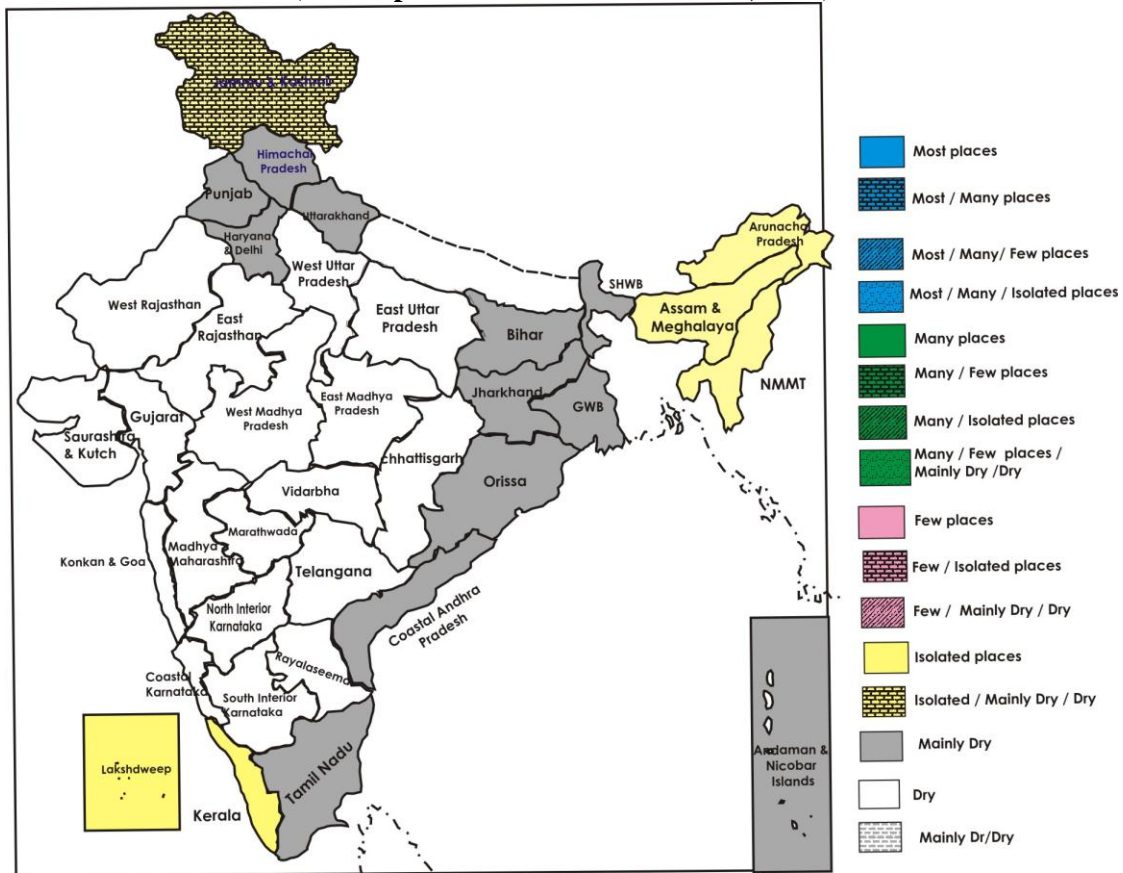 Jammu & Kashmir
Himachal
Pradesh
Punjab
Uttarakhand
Haryana
& Delhi
West Uttar
Pradesh
West Rajasthan
East
Rajasthan
East Uttar
Pradesh
Bihar
SHWB
Arunachal
Pradesh
Assam &
Meghalaya
NMMT
Jharkhand
GWB
Gujarat
West Madhya
Pradesh
East Madhya
Pradesh
Saurashtra
& Kutch
chhattisgarh
Orissa
Vidarbha
Marathwada
Konkan & Goa
Madhya
Maharashtra
Telangana
North Interior
Karnataka
Coastal Andhra
Pradesh
Rayalaseema
Coastal
Karnataka
South Interior
Karnataka
Lakshdweep
Kerala
Tamil Nadu
Andaman &
Nicobar
Islands
Most places
Most / Many places
Most / Many/ Few places
Most / Many / Isolated places
Many places
Many / Few places
Many / Isolated places
Many / Few places /
Mainly Dry /Dry
Few places
Few / Isolated places
Few / Mainly Dry / Dry
Isolated places
Isolated / Mainly Dry / Dry
Mainly Dry
Dry
Mainly Dr/Dry